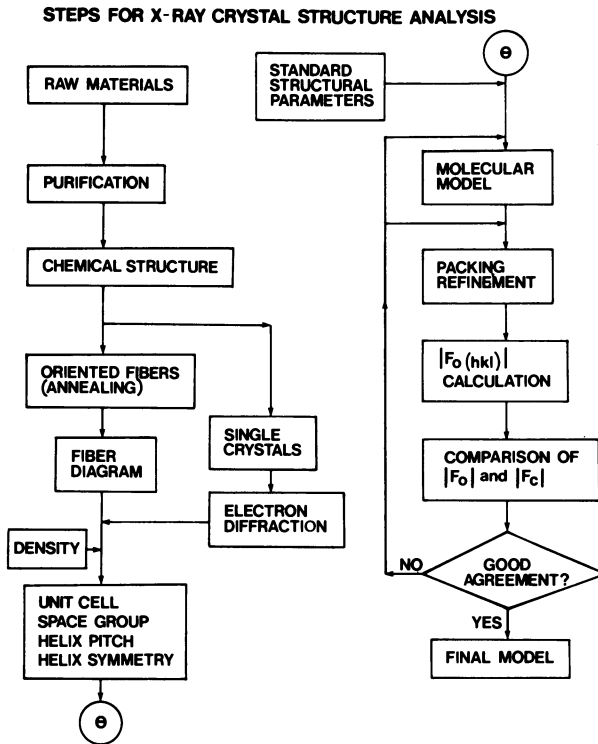 STEPS FOR X-RAY CRYSTAL STRUCTURE ANALYSIS
RAW MATERIALS
PURIFICATION
CHEMICAL STRUCTURE
ORIENTED FIBERS
(ANNEALING)
FIBER
DIAGRAM
SINGLE
CRYSTALS
ELECTRON
DIFFRACTION
DENSITY
UNIT CELL
SPACE GROUP
HELIX PITCH
HELIX SYMMETRY
Θ
Θ
STANDARD
STRUCTURAL
PARAMETERS
MOLECULAR
MODEL
PACKING
REFINEMENT
|Fo (hkl)|
CALCULATION
COMPARISON OF
|Fo| and |Fc|
GOOD
AGREEMENT?
NO
YES
FINAL MODEL